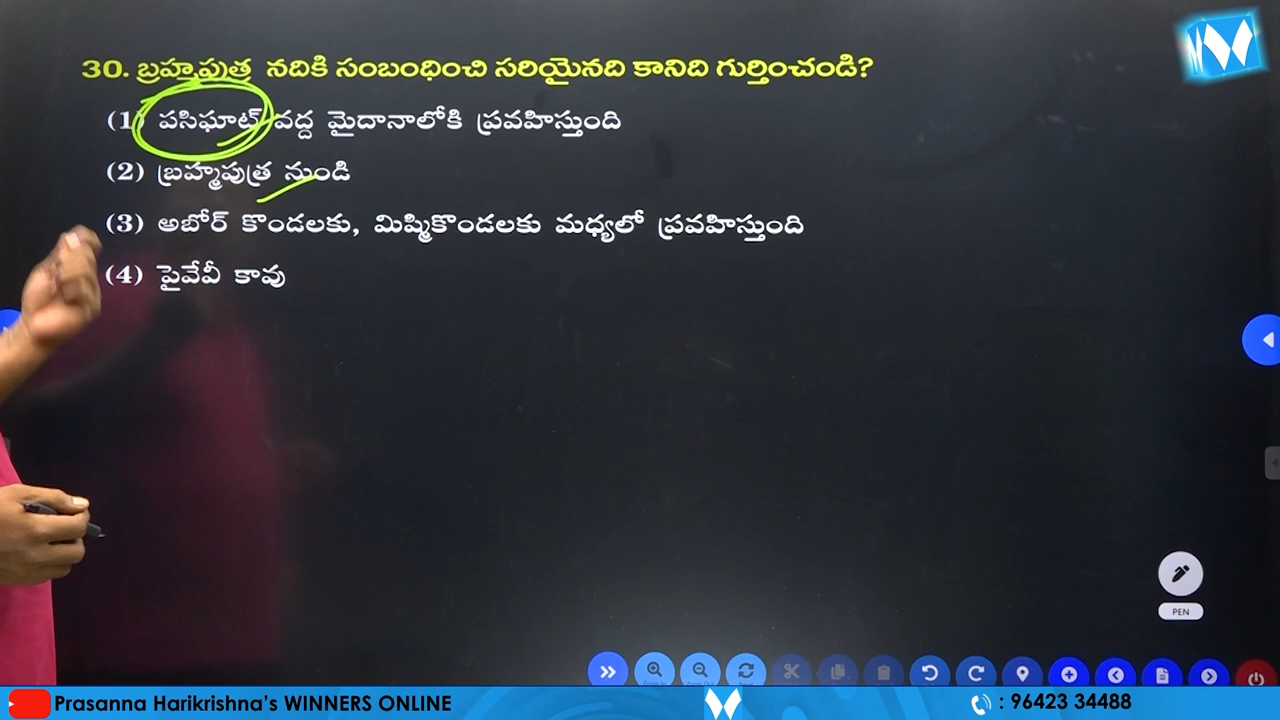 30. బ్రహ్మపుత్ర నదికి సంబంధించి సరియైనది కానిది గుర్తించండి?
(1) పసిఘాట్ వద్ద మైదానాలోకి ప్రవహిస్తుంది
(2) బ్రహ్మపుత్ర నుండి
(3) అబోర్ కొండలకు, మిష్మికొండలకు మధ్యలో ప్రవహిస్తుంది
(4) పైవేవీ కావు
PEN
Prasanna Harikrishna's WINNERS ONLINE
: 96423 34488